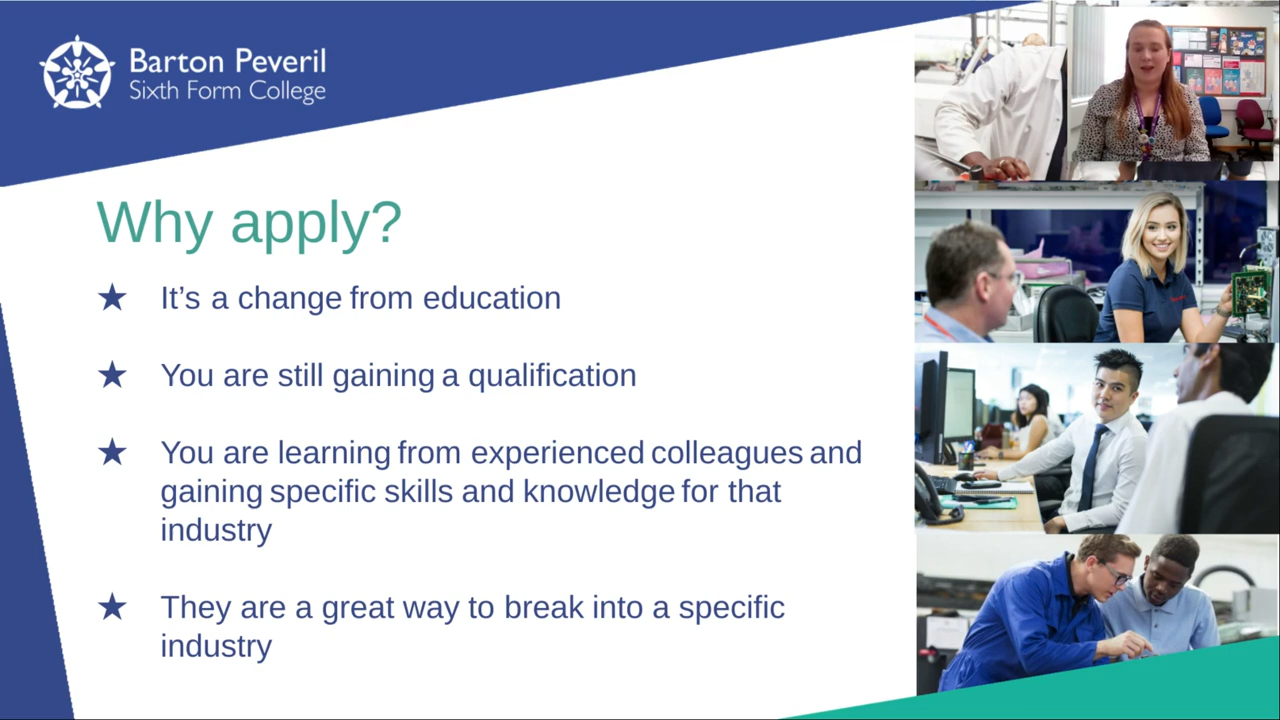 Barton Peveril
Sixth Form College
Why apply?
★ It’s a change from education
★ You are still gaining a qualification
★ You are learning from experienced colleagues and
gaining specific skills and knowledge for that
industry
★ They are a great way to break into a specific
industry